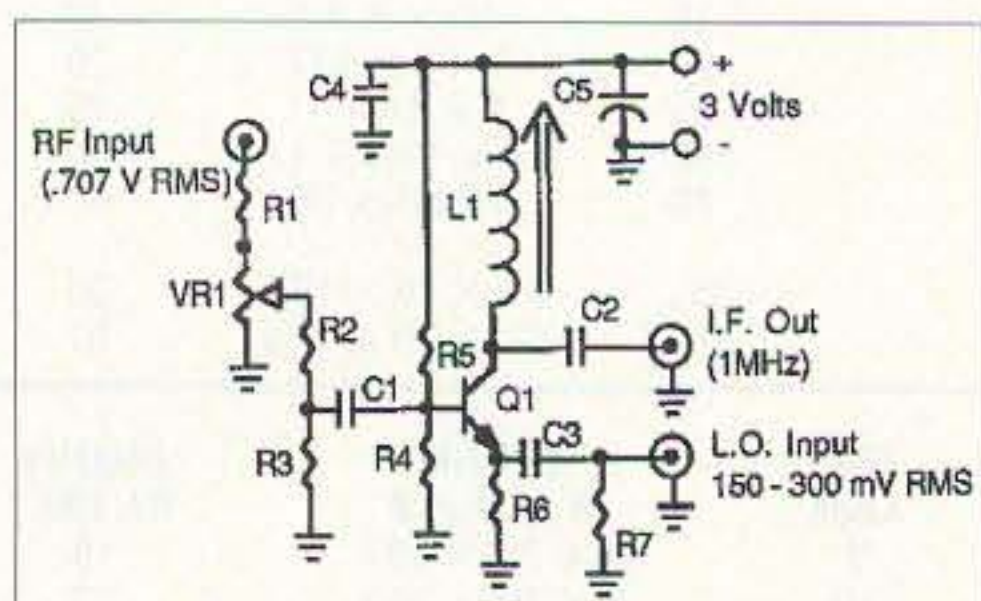 C4
C5
+
3 Volts
-
RF Input
(.707 V RMS)
R1
L1
VR1
R2
C2
I.F. Out
(1MHz)
R5
C1
Q1
C3
L.O. Input
150 - 300 mV RMS
R3
R4
R6
R7